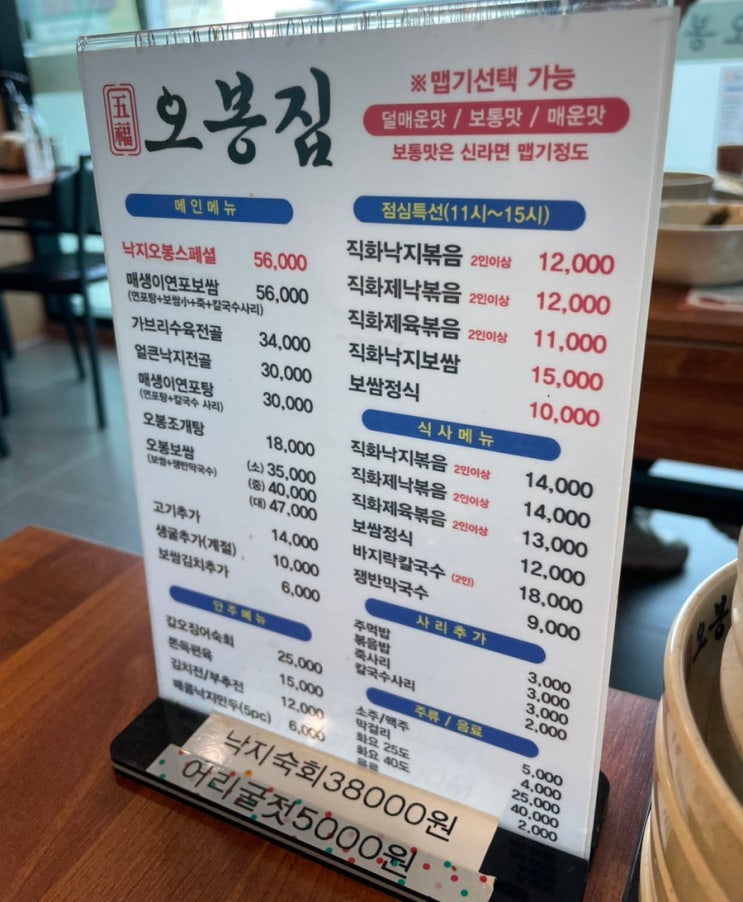 五福 오봉집
※맵기선택 가능
덜매운맛 / 보통맛 / 매운맛
보통맛은 신라면 맵기정도
메인메뉴
낙지오봉스페셜 56,000
매생이연포보쌈 56,000
(연포탕+보쌈小+죽+칼국수사리)
가브리수육전골 34,000
얼큰낙지전골 30,000
매생이연포탕 30,000
(연포탕+칼국수 사리)
오봉조개탕 18,000
오봉보쌈 (소) 35,000
(보쌈+쟁반막국수) (중) 40,000
(대) 47,000
고기추가 14,000
생굴추가(계절) 10,000
보쌈김치추가 6,000
안주메뉴
갑오징어숙회 25,000
쫀득편육 15,000
김치전/부추전 12,000
매콤낙지만두(5pc) 6,000
점심특선(11시~15시)
직화낙지볶음 2인이상 12,000
직화제낙볶음 2인이상 12,000
직화제육볶음 2인이상 11,000
직화낙지보쌈 15,000
보쌈정식 10,000
식사메뉴
직화낙지볶음 2인이상 14,000
직화제낙볶음 2인이상 14,000
직화제육볶음 2인이상 13,000
보쌈정식 12,000
바지락칼국수 (2인) 18,000
쟁반막국수 9,000
사리추가
주먹밥 3,000
볶음밥 3,000
죽사리 3,000
칼국수사리 2,000
주류 / 음료
소주/맥주 5,000
막걸리 4,000
화요 25도 25,000
화요 40도 40,000
음료 2,000
낙지숙회38000원
어리굴젓5000원
오봉